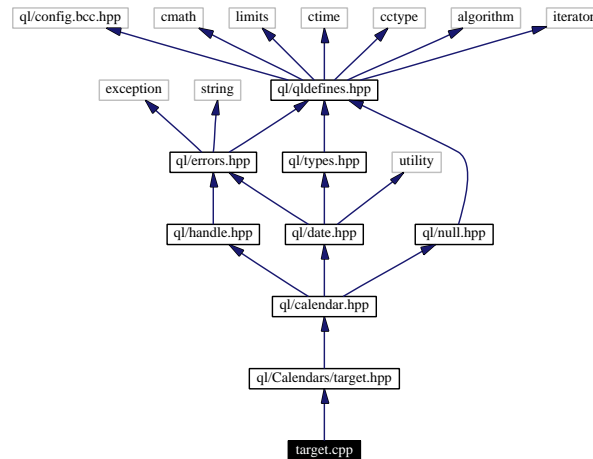 ql/config.bcc.hpp
cmath
limits
ctime
cctype
algorithm
iterator
exception
string
ql/qldefines.hpp
ql/errors.hpp
ql/types.hpp
utility
ql/handle.hpp
ql/date.hpp
ql/null.hpp
ql/calendar.hpp
ql/Calendars/target.hpp
target.cpp